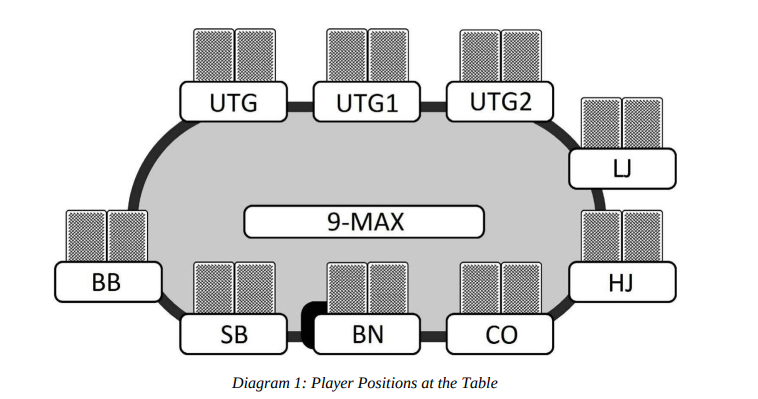 UTG
UTG1
UTG2
LJ
9-MAX
BB
HJ
SB
BN
CO
Diagram 1: Player Positions at the Table